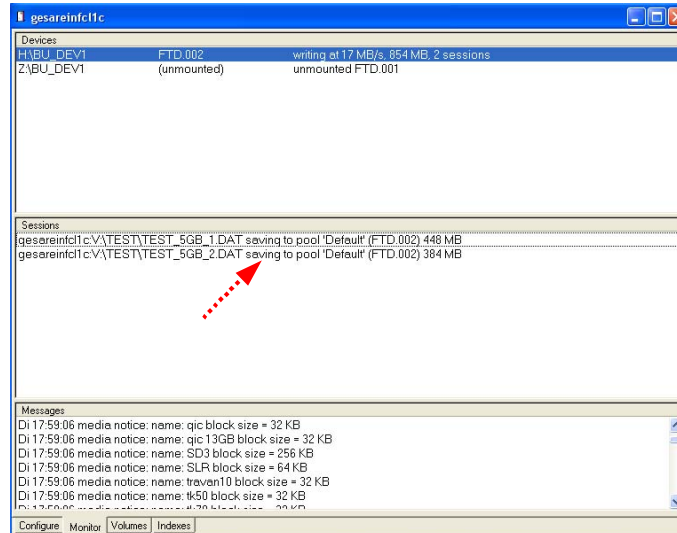 gesareinfcl1c
Devices
H:\BU_DEV1 FTD.002 writing at 17 MB/s, 854 MB, 2 sessions
Z:\BU_DEV1 (unmounted) unmounted FTD.001
Sessions
gesareinfcl1c:V:\TEST\TEST_5GB_1.DAT saving to pool 'Default' (FTD.002) 448 MB
gesareinfcl1c:V:\TEST\TEST_5GB_2.DAT saving to pool 'Default' (FTD.002) 384 MB
Messages
Di 17:59:06 media notice: name: qic block size = 32 KB
Di 17:59:06 media notice: name: qic 13GB block size = 32 KB
Di 17:59:06 media notice: name: SD3 block size = 256 KB
Di 17:59:06 media notice: name: SLR block size = 64 KB
Di 17:59:06 media notice: name: travan10 block size = 32 KB
Di 17:59:06 media notice: name: tk50 block size = 32 KB
Configure Monitor Volumes Indexes